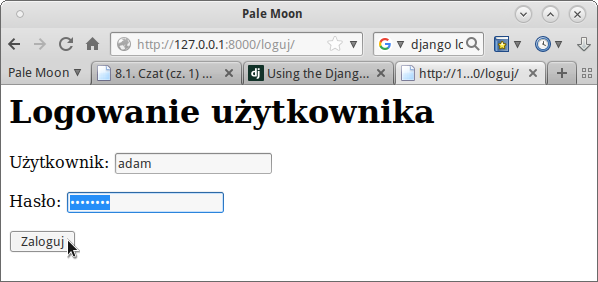 Pale Moon
http://127.0.0.1:8000/loguj/
django lo
Pale Moon
8.1. Czat (cz. 1) ...
Using the Djang...
http://1...0/loguj/
Logowanie użytkownika
Użytkownik: adam
Hasło: ••••••••
Zaloguj